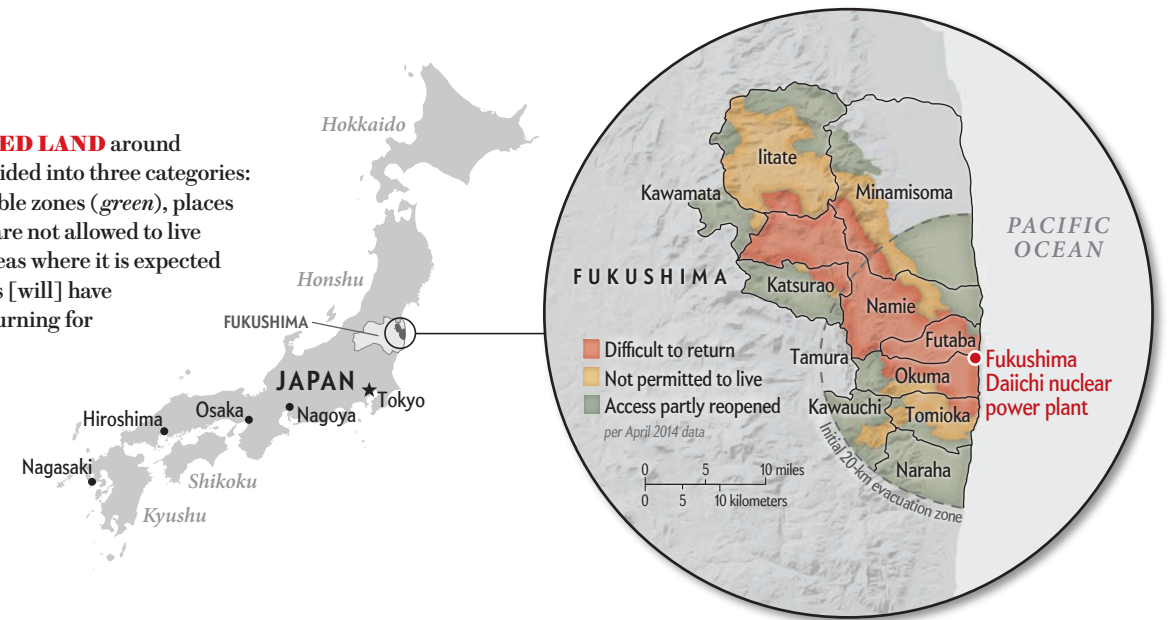 ED LAND around
ided into three categories:
ble zones (green), places
are not allowed to live
eas where it is expected
s [will] have
urning for
Hokkaido
Honshu
FUKUSHIMA
JAPAN
Tokyo
Nagoya
Osaka
Hiroshima
Nagasaki
Shikoku
Kyushu
Iitate
Kawamata
Minamisoma
PACIFIC
OCEAN
FUKUSHIMA
Katsurao
Namie
Futaba
Tamura
Okuma
Fukushima
Daiichi nuclear
power plant
Kawauchi
Tomioka
Naraha
Initial 20-km evacuation zone
Difficult to return
Not permitted to live
Access partly reopened
per April 2014 data
0 5 10 miles
0 5 10 kilometers